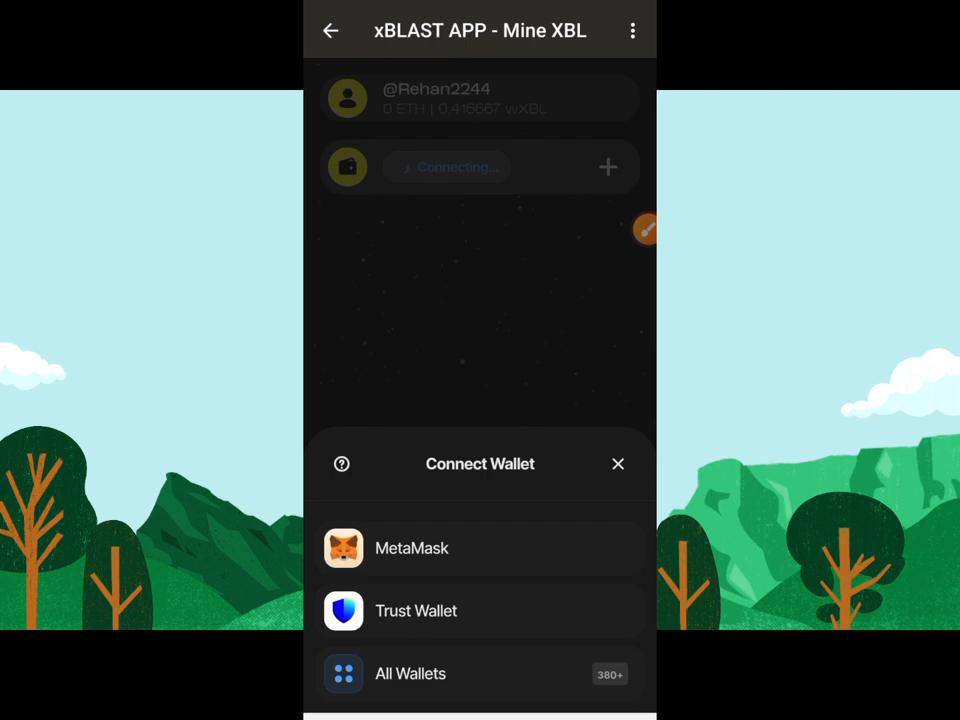 xBLAST APP - Mine XBL
@Rehan2244
0 ETH | 0.416667 wXBL
Connecting...
Connect Wallet
MetaMask
Trust Wallet
All Wallets 380+